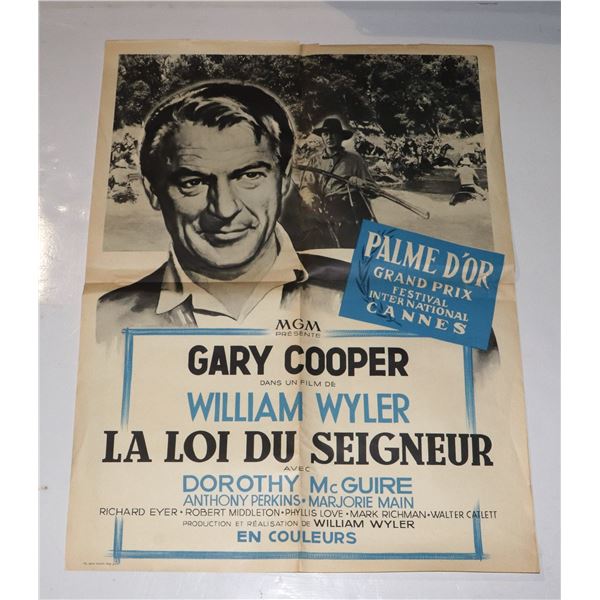 PALME D'OR
GRAND PRIX
FESTIVAL
INTERNATIONAL
CANNES
MGM
PRÉSENTE
GARY COOPER
DANS UN FILM DE
WILLIAM WYLER
LA LOI DU SEIGNEUR
AVEC
DOROTHY McGUIRE
ANTHONY PERKINS • MARJORIE MAIN
RICHARD EYER • ROBERT MIDDLETON • PHYLLIS LOVE • MARK RICHMAN • WALTER CATLETT
PRODUCTION ET RÉALISATION DE WILLIAM WYLER
EN COULEURS